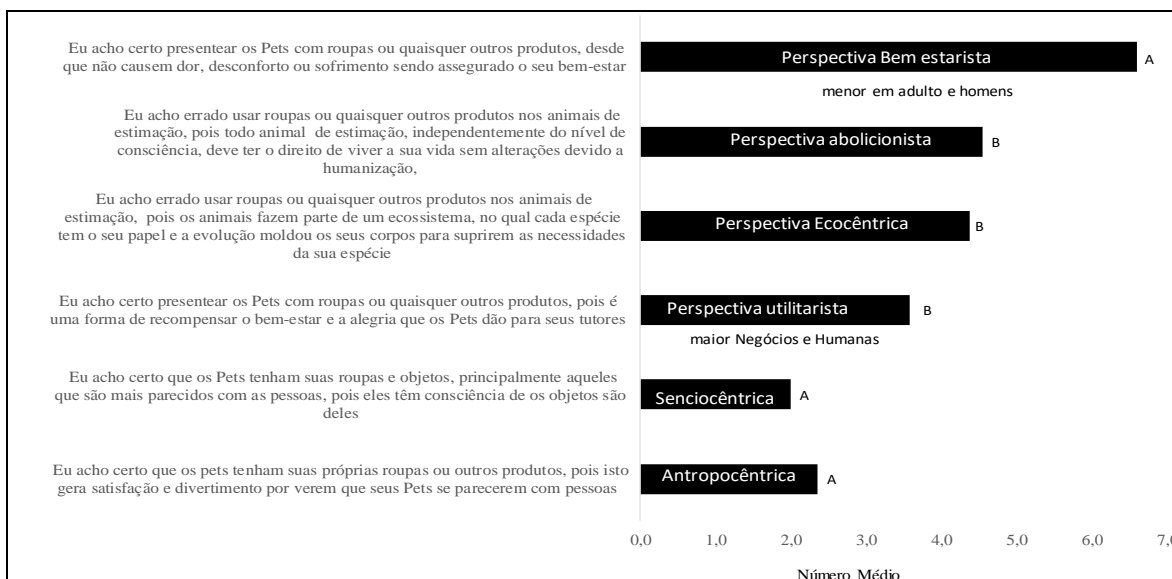 Eu acho certo presentear os Pets com roupas ou quaisquer outros produtos, desde
que não causem dor, desconforto ou sofrimento sendo assegurado o seu bem-estar
Perspectiva Bem estarista
A
menor em adulto e homens
Eu acho errado usar roupas ou quaisquer outros produtos nos animais de
estimação, pois todo animal de estimação, independentemente do nível de
consciência, deve ter o direito de viver a sua vida sem alterações devido a
humanização,
Perspectiva abolicionista
B
Eu acho errado usar roupas ou quaisquer outros produtos nos animais de
estimação, pois os animais fazem parte de um ecossistema, no qual cada espécie
tem o seu papel e a evolução moldou os seus corpos para suprirem as necessidades
da sua espécie
Perspectiva Ecocêntrica
B
Eu acho certo presentear os Pets com roupas ou quaisquer outros produtos, pois é
uma forma de recompensar o bem-estar e a alegria que os Pets dão para seus tutores
Perspectiva utilitarista
B
maior Negócios e Humanas
Eu acho certo que os Pets tenham suas roupas e objetos, principalmente aqueles
que são mais parecidos com as pessoas, pois eles têm consciência de os objetos são
deles
Senciocêntrica
A
Eu acho certo que os pets tenham suas próprias roupas ou outros produtos, pois isto
gera satisfação e divertimento por verem que seus Pets se parecerem com pessoas
Antropocêntrica
A
0,0 1,0 2,0 3,0 4,0 5,0 6,0 7,0
Número Médio